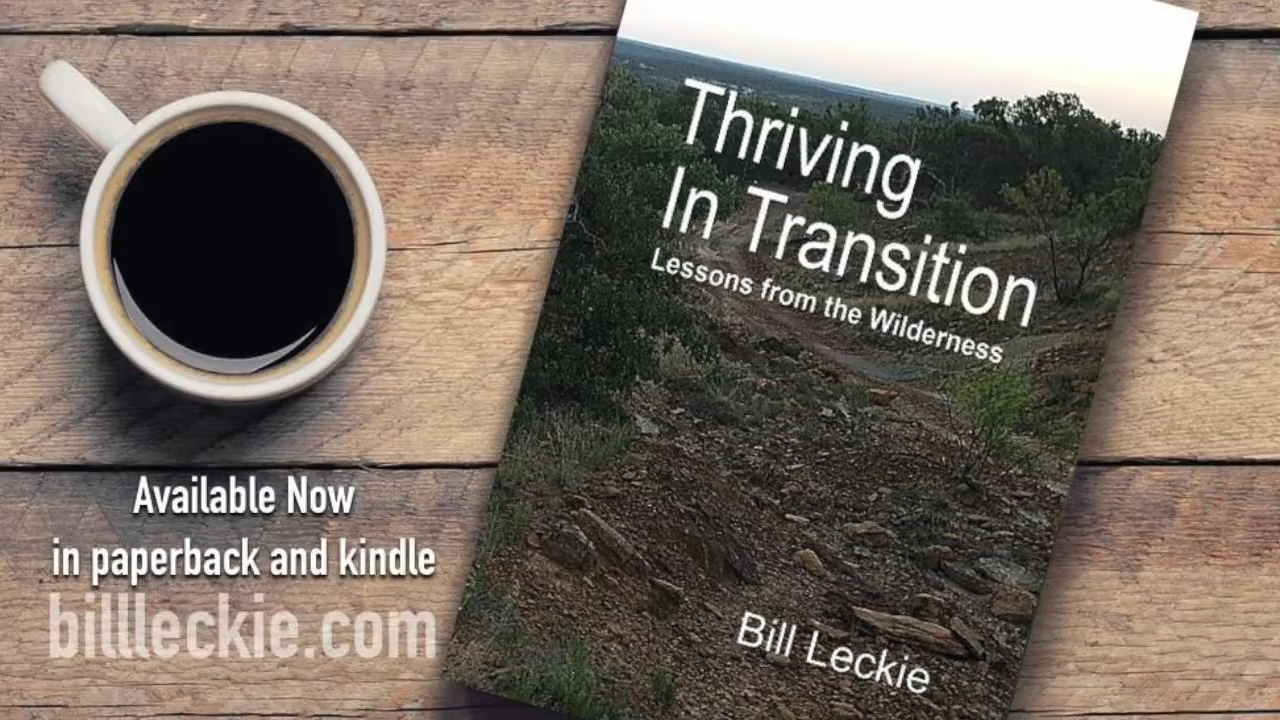 Thriving
In Transition
Lessons from the Wilderness
Bill Leckie
Available Now
in paperback and kindle
billleckie.com